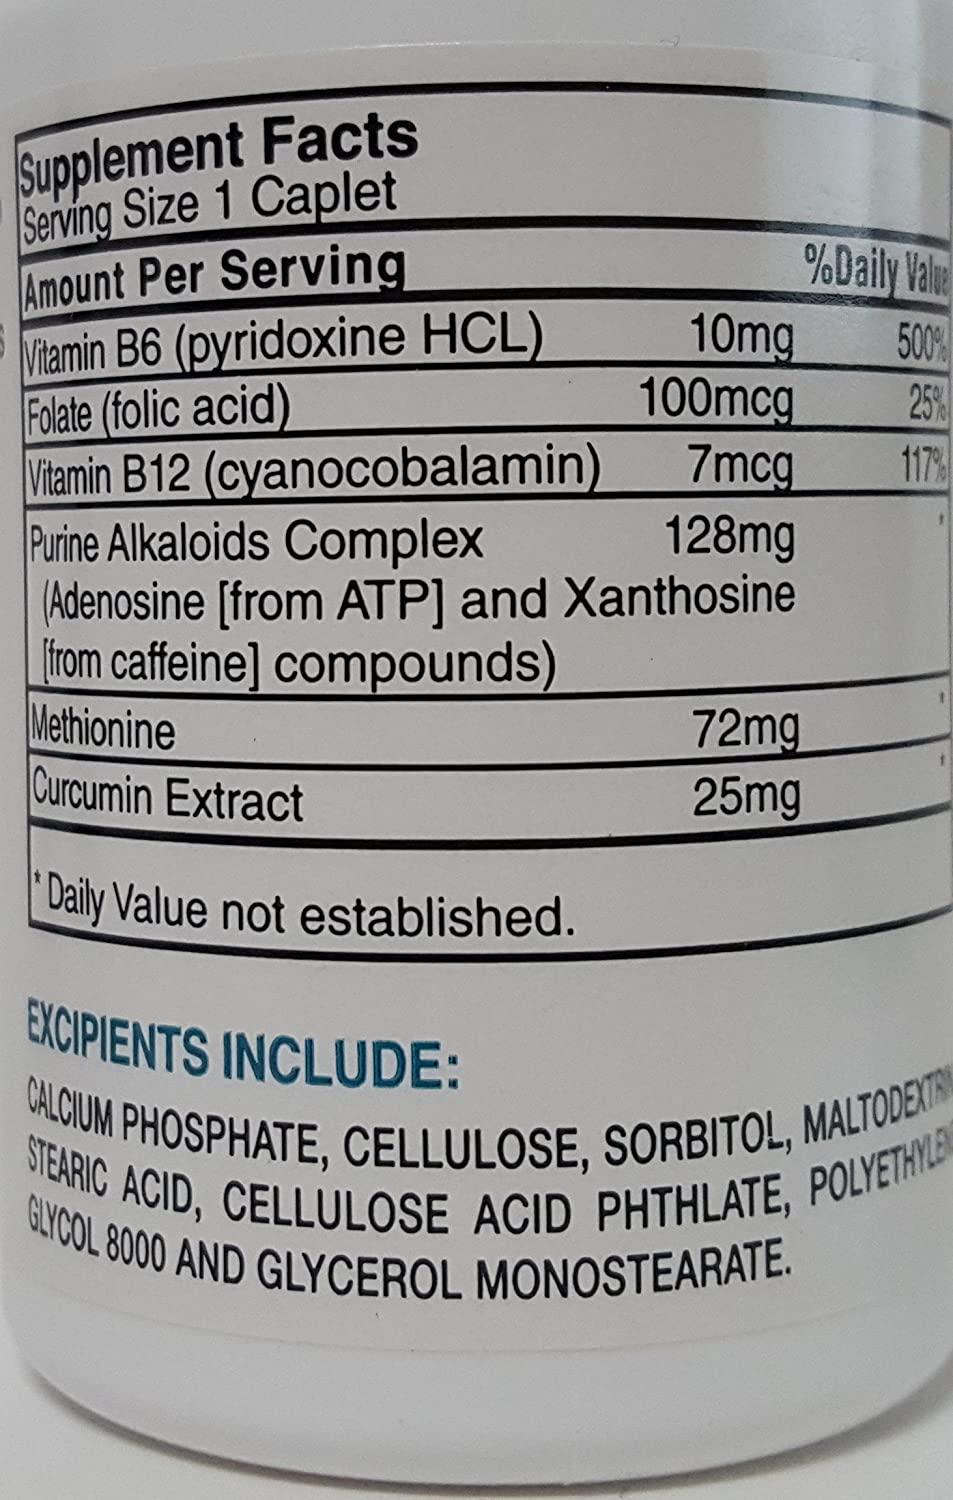 Supplement Facts
Serving Size 1 Caplet
Amount Per Serving %Daily Value
Vitamin B6 (pyridoxine HCL) 10mg 500%
Folate (folic acid) 100mcg 25%
Vitamin B12 (cyanocobalamin) 7mcg 117%
Purine Alkaloids Complex 128mg *
(Adenosine [from ATP] and Xanthosine
[from caffeine] compounds)
Methionine 72mg *
Curcumin Extract 25mg *
* Daily Value not established.
EXCIPIENTS INCLUDE:
CALCIUM PHOSPHATE, CELLULOSE, SORBITOL, MALTODEXTRIN
STEARIC ACID, CELLULOSE ACID PHTHLATE, POLYETHYLEN
GLYCOL 8000 AND GLYCEROL MONOSTEARATE.